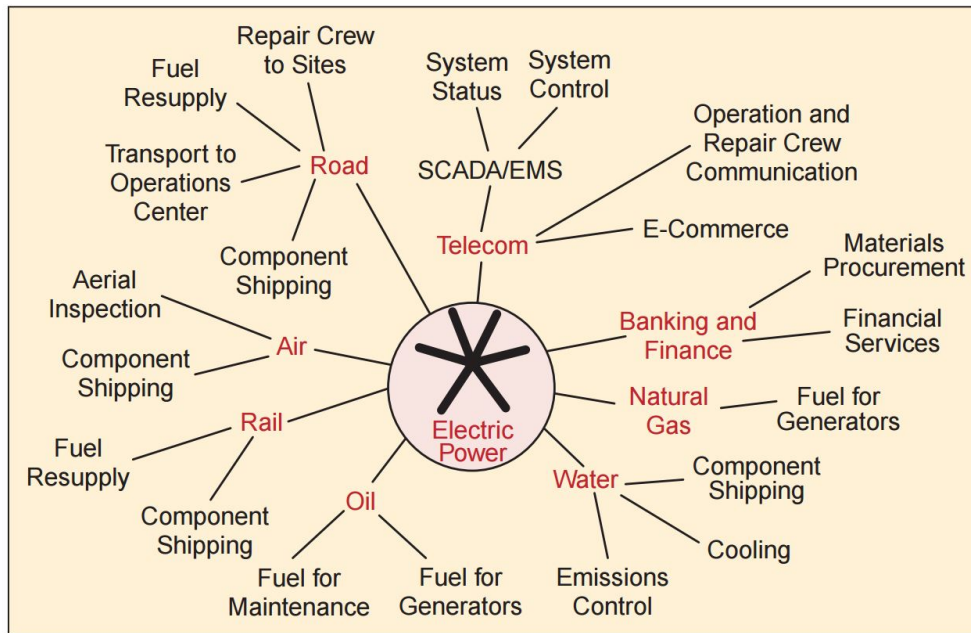 Repair Crew
to Sites
Fuel
Resupply
Transport to
Operations
Center
Road
Component
Shipping
System
Status
System
Control
SCADA/EMS
Operation and
Repair Crew
Communication
Telecom
E-Commerce
Materials
Procurement
Banking and
Finance
Financial
Services
Aerial
Inspection
Air
Component
Shipping
Natural
Gas
Fuel for
Generators
Electric
Power
Rail
Fuel
Resupply
Component
Shipping
Water
Component
Shipping
Cooling
Emissions
Control
Oil
Fuel for
Maintenance
Fuel for
Generators